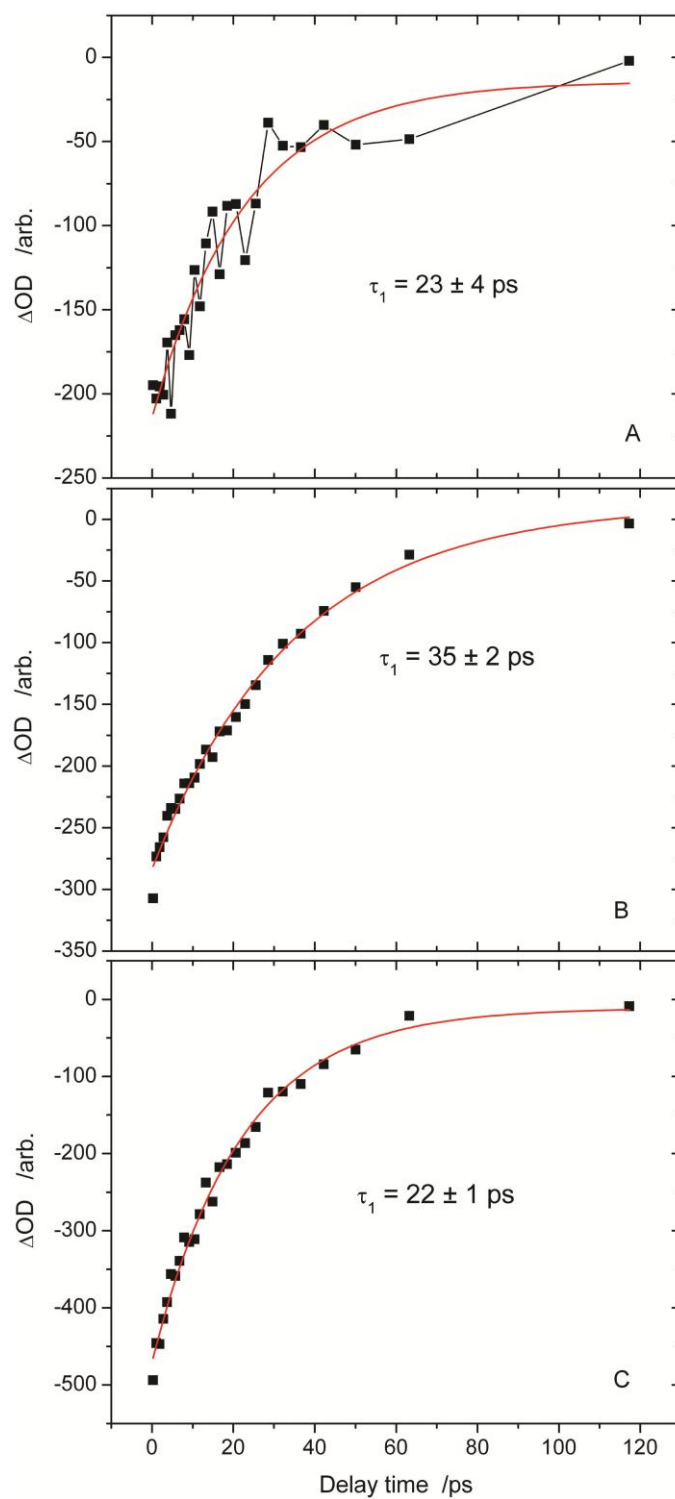 0
-50
-100
-150
-200
-250
ΔOD /arb.
τ₁ = 23 ± 4 ps
A
0
-50
-100
-150
-200
-250
-300
-350
ΔOD /arb.
τ₁ = 35 ± 2 ps
B
0
-100
-200
-300
-400
-500
ΔOD /arb.
τ₁ = 22 ± 1 ps
C
0 20 40 60 80 100 120
Delay time /ps